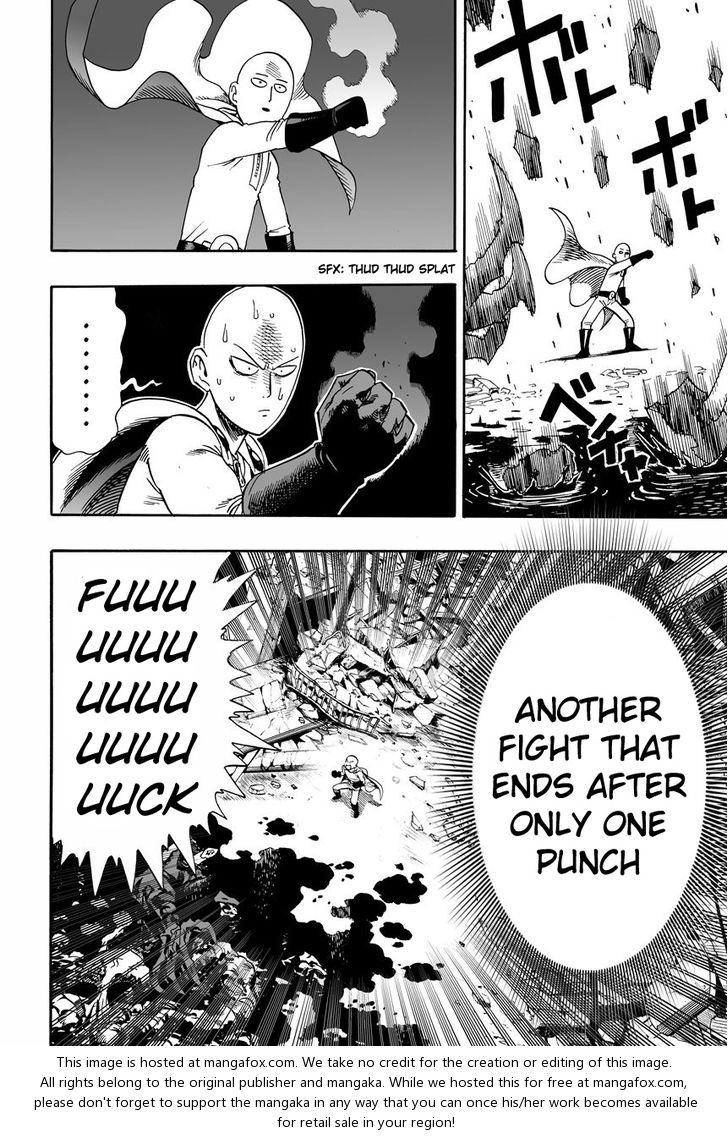 ボト
ボト
ベチャ
SFX: THUD THUD SPLAT
........
ANOTHER
FIGHT THAT
ENDS AFTER
ONLY ONE
PUNCH
FUUU
UUUU
UUUU
UUUU
UUCK
This image is hosted at mangafox.com. We take no credit for the creation or editing of this image.
All rights belong to the original publisher and mangaka. While we hosted this for free at mangafox.com,
please don't forget to support the mangaka in any way that you can once his/her work becomes available
for retail sale in your region!